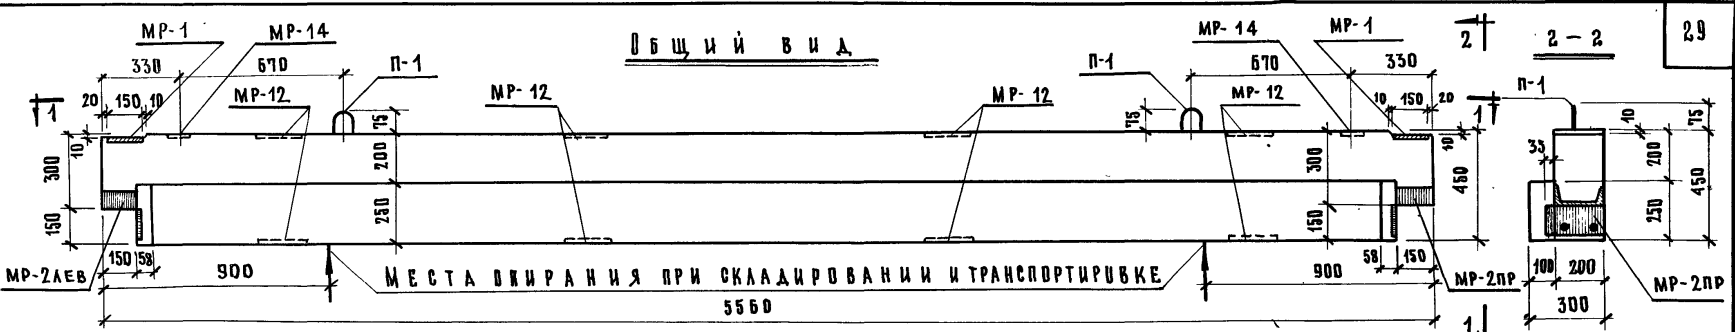 МР-1
МР-14
ОБЩИЙ ВИД
МР-14
МР-1
2
2-2
29
330
670
П-1
П-1
670
330
П-1
1
20
150
10
МР-12
МР-12
МР-12
МР-12
10
150
20
1
75
75
10
75
300
10
200
300
10
450
35
200
450
150
250
150
250
МР-2ЛЕВ
150
58
900
МЕСТА ОПИРАНИЯ ПРИ СКЛАДИРОВАНИИ И ТРАНСПОРТИРОВКЕ
900
58
150
МР-2ПР
100
200
МР-2ПР
5560
300
1